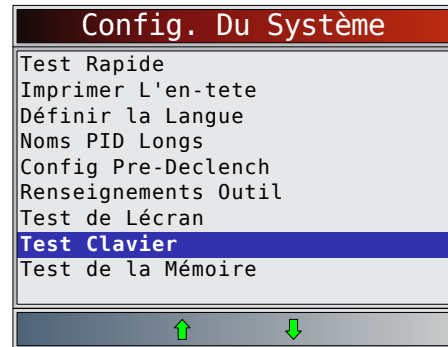 Config. Du Système
Test Rapide
Imprimer L'en-tete
Définir la Langue
Noms PID Longs
Config Pre-Declench
Renseignements Outil
Test de Lécran
Test Clavier
Test de la Mémoire